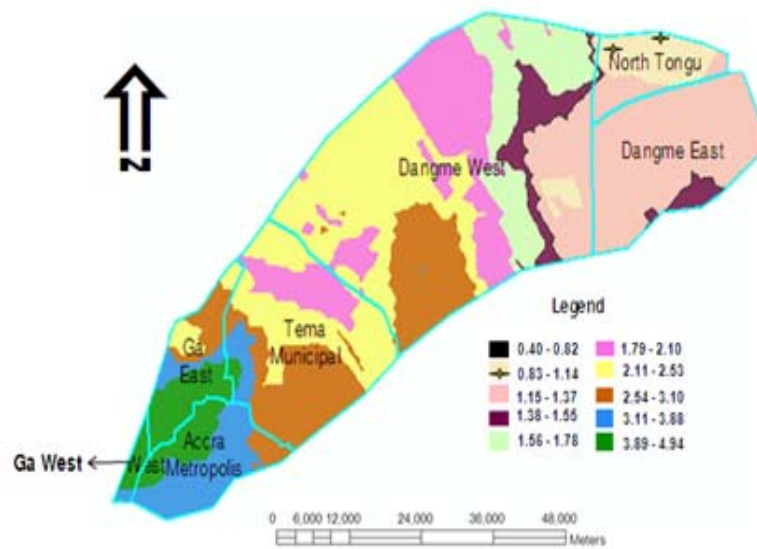 North Tongu
Dangme East
Dangme West
Tema
Municipal
Ga
East
Accra
West Metropolis
Ga West
N
Legend
0.40 - 0.82
0.83 - 1.14
1.15 - 1.37
1.38 - 1.55
1.56 - 1.78
1.79 - 2.10
2.11 - 2.53
2.54 - 3.10
3.11 - 3.88
3.89 - 4.94
0 6,000 12,000 24,000 36,000 48,000
Meters